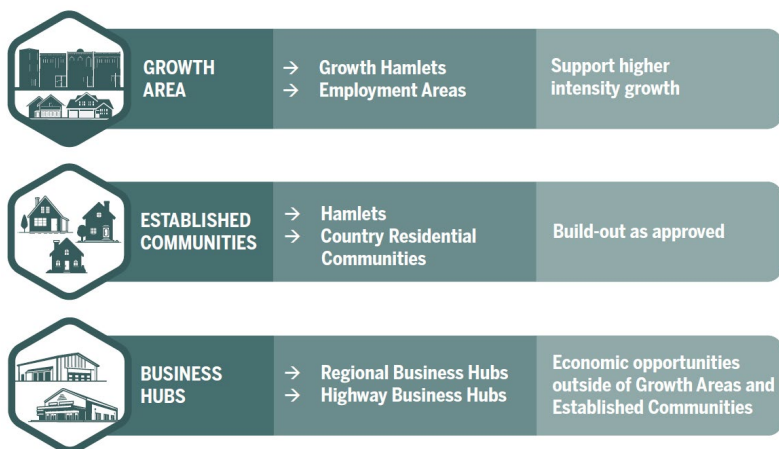 GROWTH
AREA
→ Growth Hamlets
→ Employment Areas
Support higher
intensity growth
ESTABLISHED
COMMUNITIES
→ Hamlets
→ Country Residential
Communities
Build-out as approved
BUSINESS
HUBS
→ Regional Business Hubs
→ Highway Business Hubs
Economic opportunities
outside of Growth Areas and
Established Communities